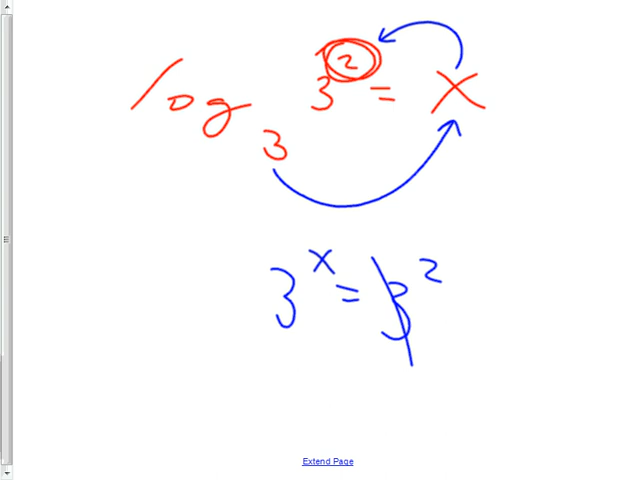 log₃ 3² = x
3ˣ = 3²
Extend Page